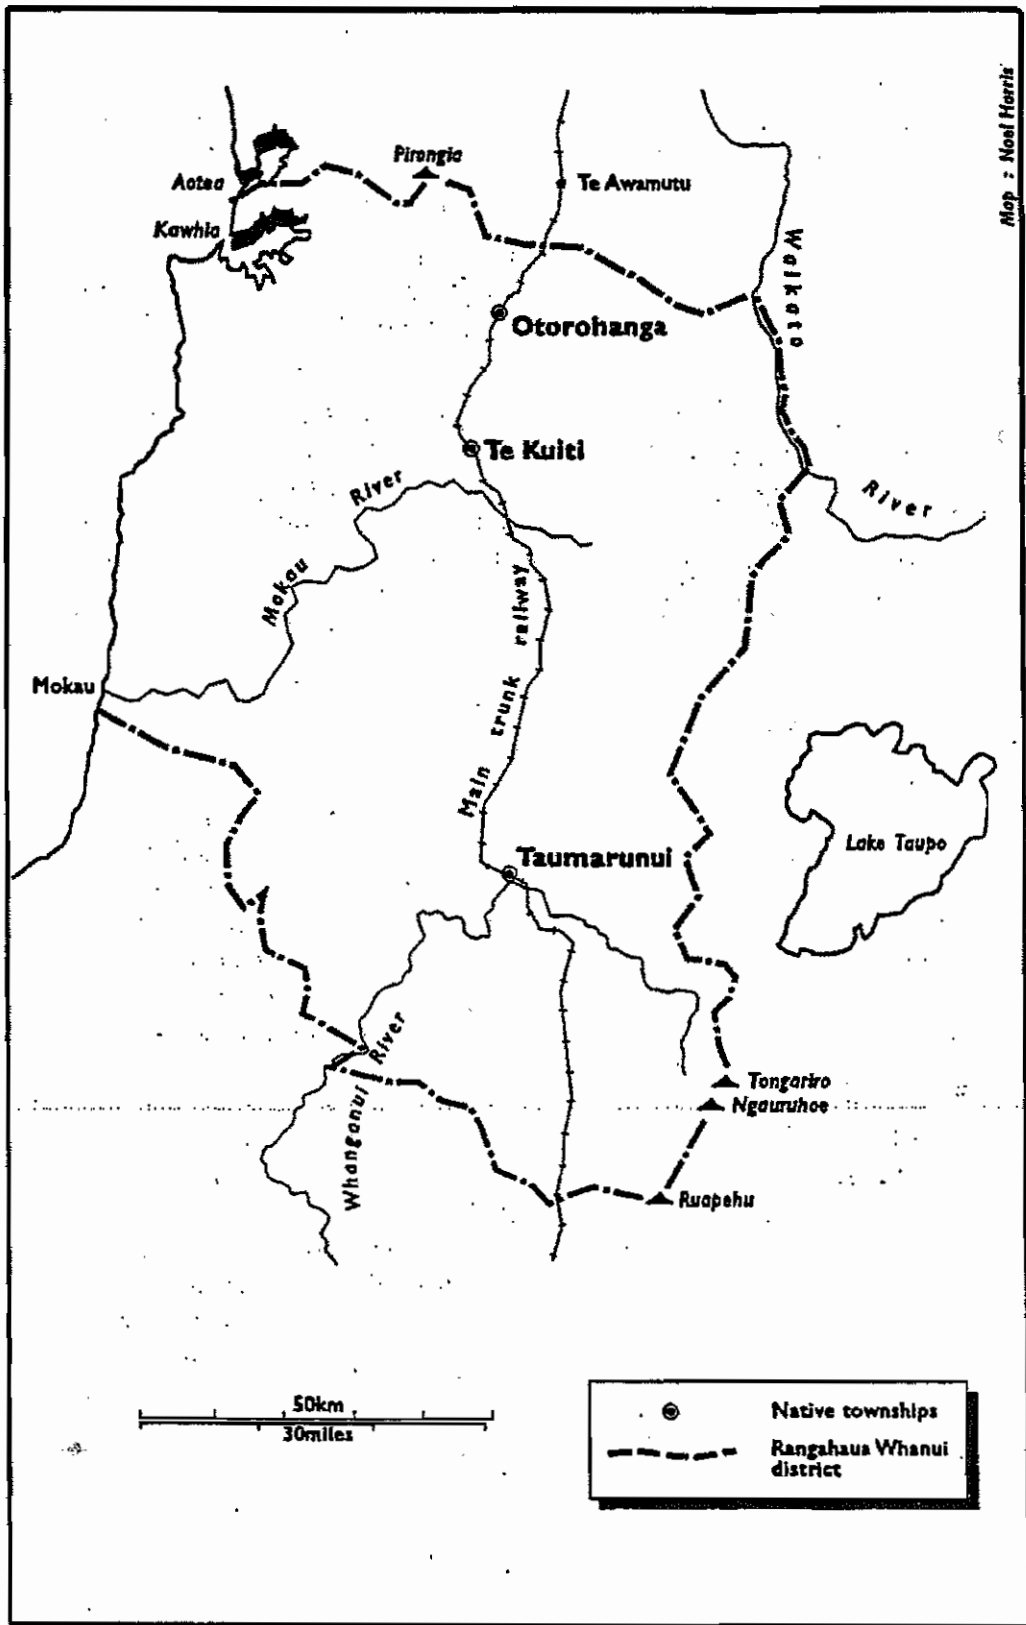 Map : Noel Harris
Pirongia
Aotea
Te Awamutu
Kawhia
Waikato
River
Otorohanga
Te Kuiti
Mokau
River
Main trunk railway
Mokau
Lake Taupo
Taumarunui
Whanganui
River
Tongariro
Ngauruhoe
Ruapehu
50km
30miles
Native townships
Rangahaua Whanui
district